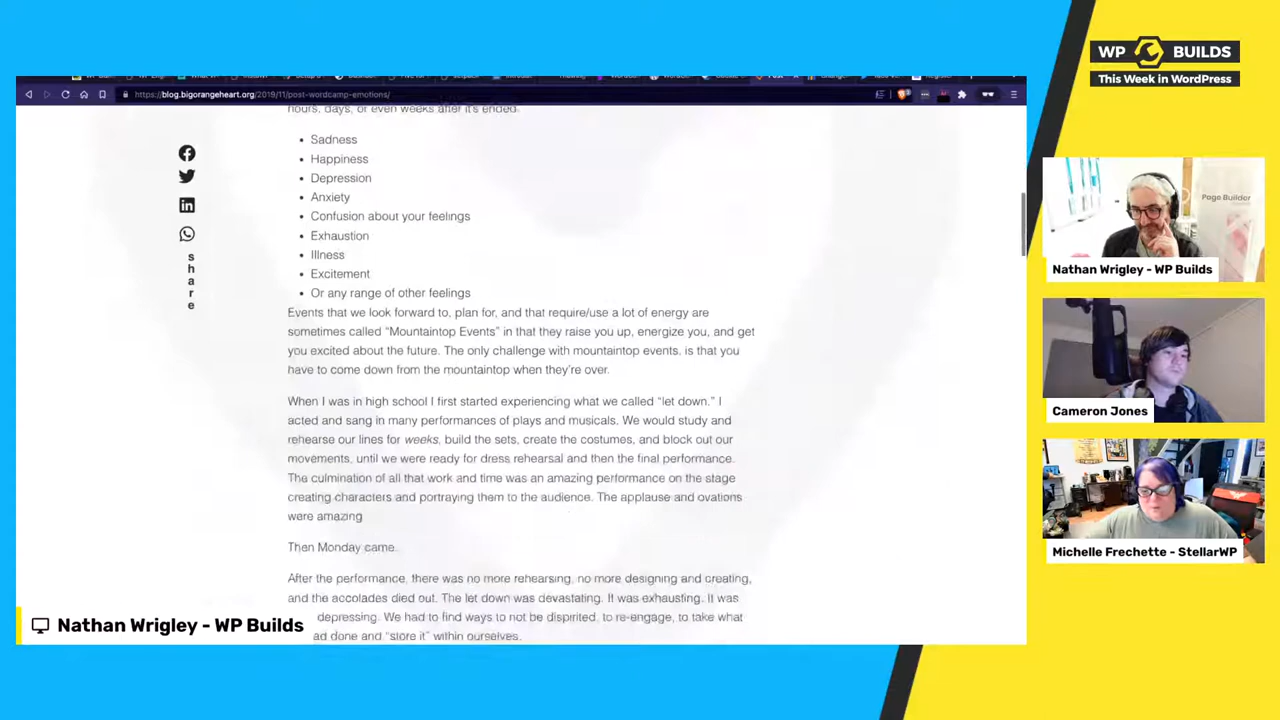 WP BUILDS
This Week in WordPress
https://blog.bigorangeheart.org/2019/11/post-wordcamp-emotions/
hours, days, or even weeks after it's ended.
• Sadness
• Happiness
• Depression
• Anxiety
• Confusion about your feelings
• Exhaustion
• Illness
• Excitement
• Or any range of other feelings
share
Events that we look forward to, plan for, and that require/use a lot of energy are
sometimes called “Mountaintop Events” in that they raise you up, energize you, and get
you excited about the future. The only challenge with mountaintop events. is that you
have to come down from the mountaintop when they're over.
When I was in high school I first started experiencing what we called “let down.” I
acted and sang in many performances of plays and musicals. We would study and
rehearse our lines for weeks, build the sets, create the costumes, and block out our
movements, until we were ready for dress rehearsal and then the final performance.
The culmination of all that work and time was an amazing performance on the stage
creating characters and portraying them to the audience. The applause and ovations
were amazing
Then Monday came.
After the performance, there was no more rehearsing, no more designing and creating,
and the accolades died out. The let down was devastating. It was exhausting. It was
depressing. We had to find ways to not be dispirited, to re-engage, to take what
ad done and “store it” within ourselves.
Nathan Wrigley - WP Builds
Page Builder
Nathan Wrigley - WP Builds
Cameron Jones
Michelle Frechette - StellarWP